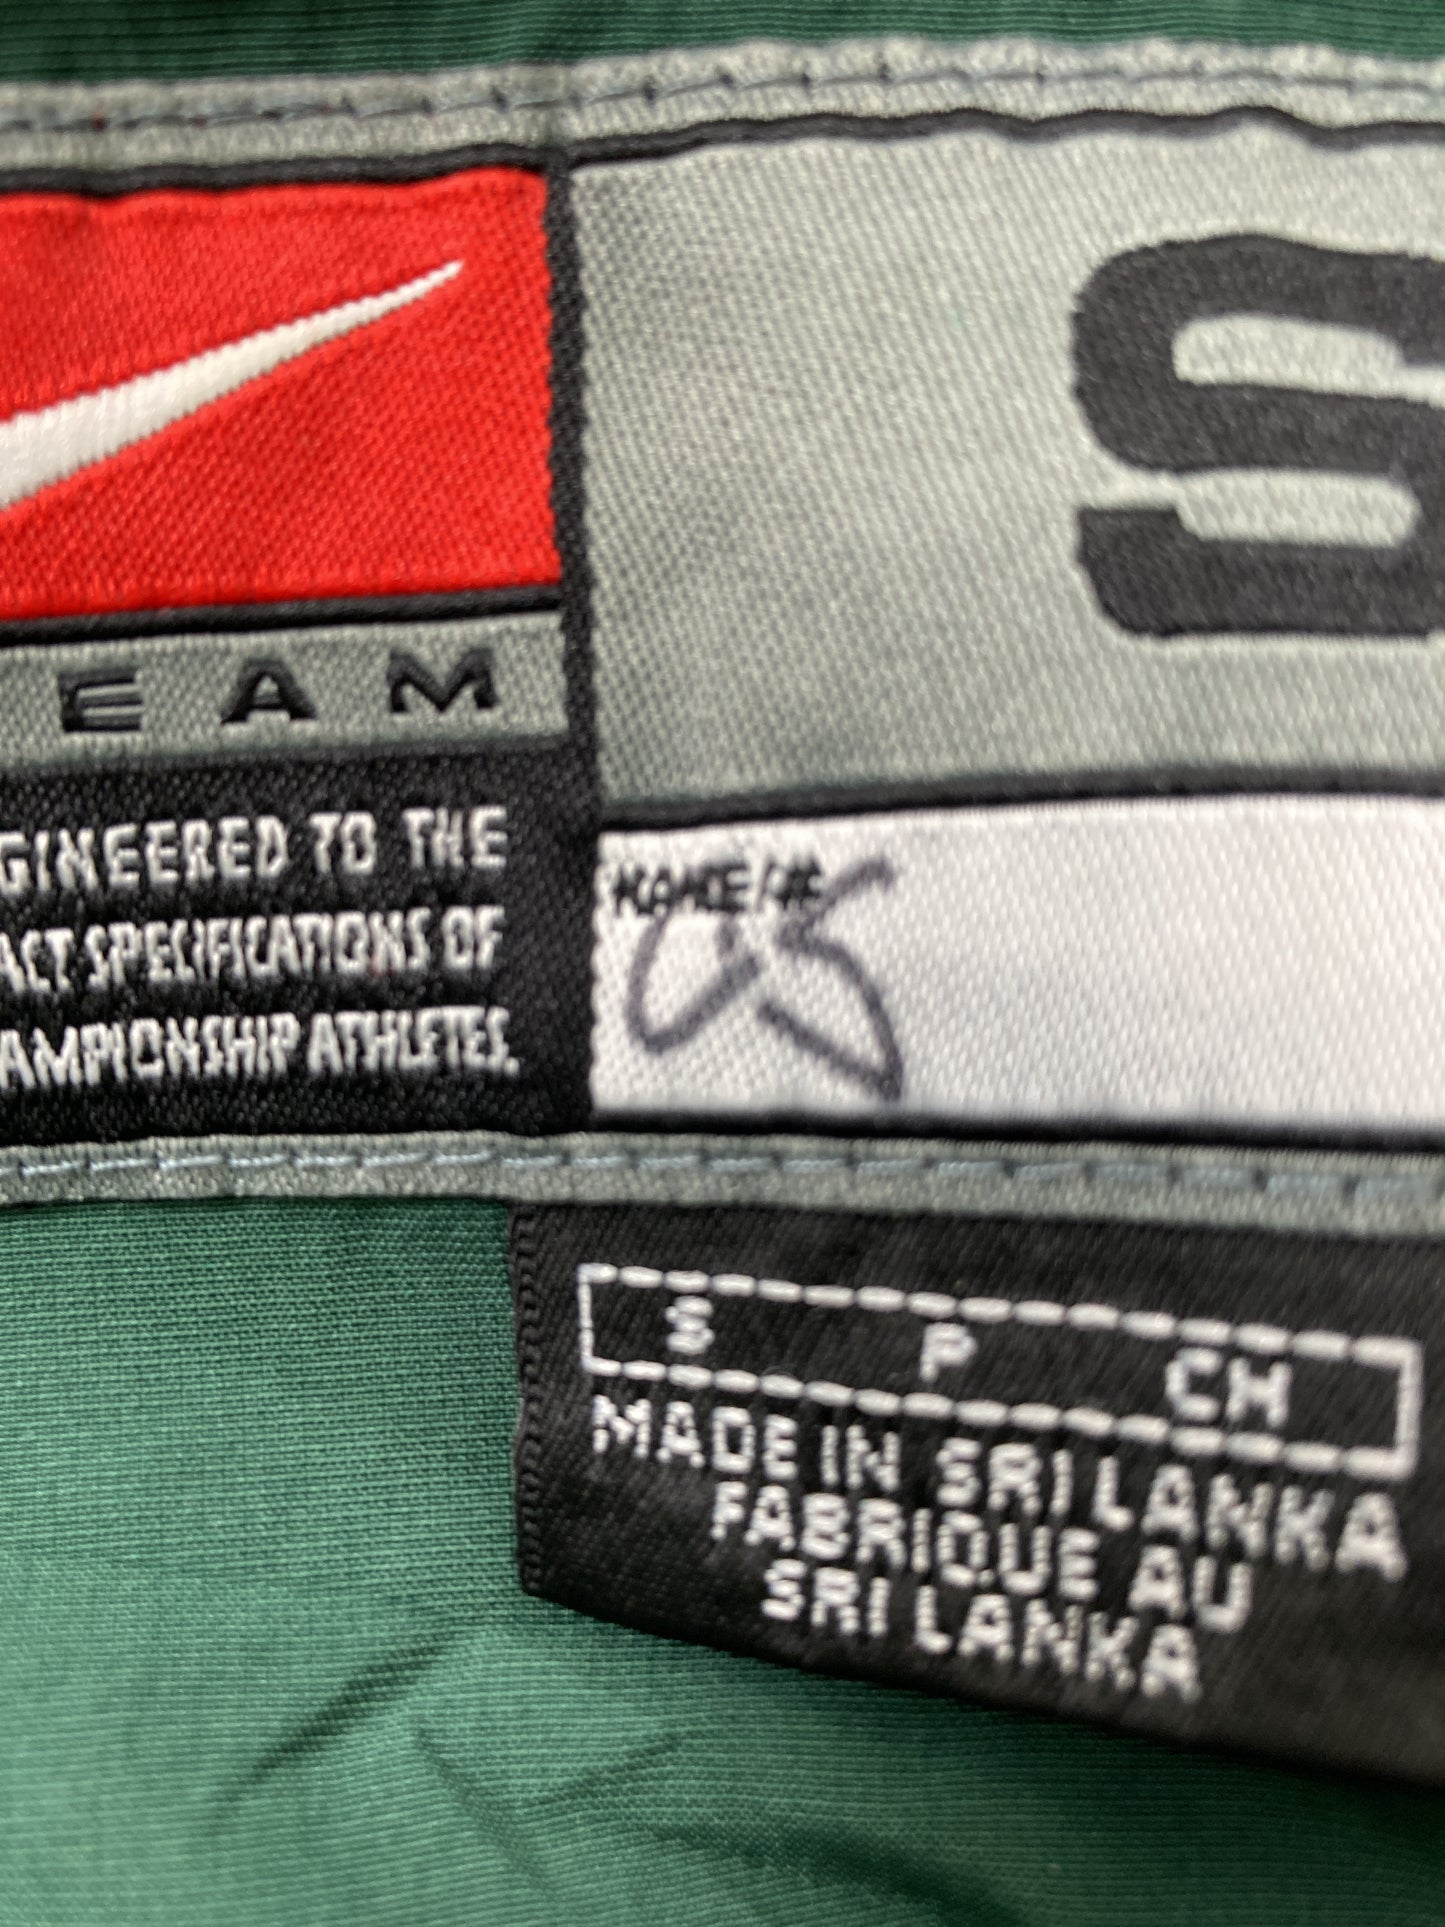 S
EAM
GINEERED TO THE
ACT SPECIFICATIONS OF
AMPIONSHIP ATHLETES.
NAME/#
S P CH
MADE IN SRI LANKA
FABRIQUE AU
SRI LANKA